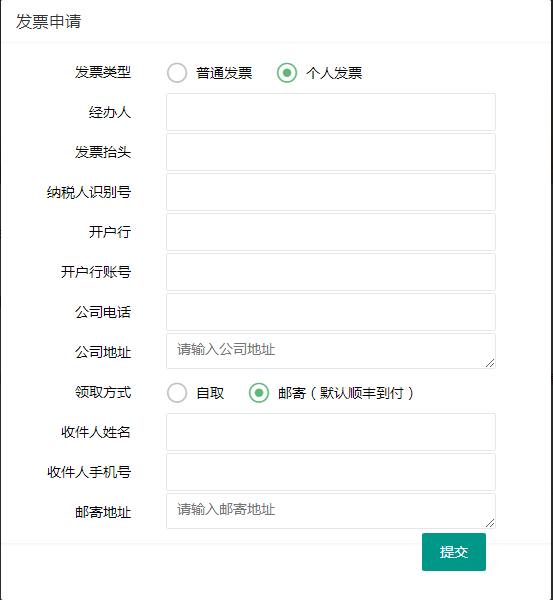 发票申请
发票类型 普通发票 个人发票
经办人
发票抬头
纳税人识别号
开户行
开户行账号
公司电话
公司地址 请输入公司地址
领取方式 自取 邮寄（默认顺丰到付）
收件人姓名
收件人手机号
邮寄地址 请输入邮寄地址
提交